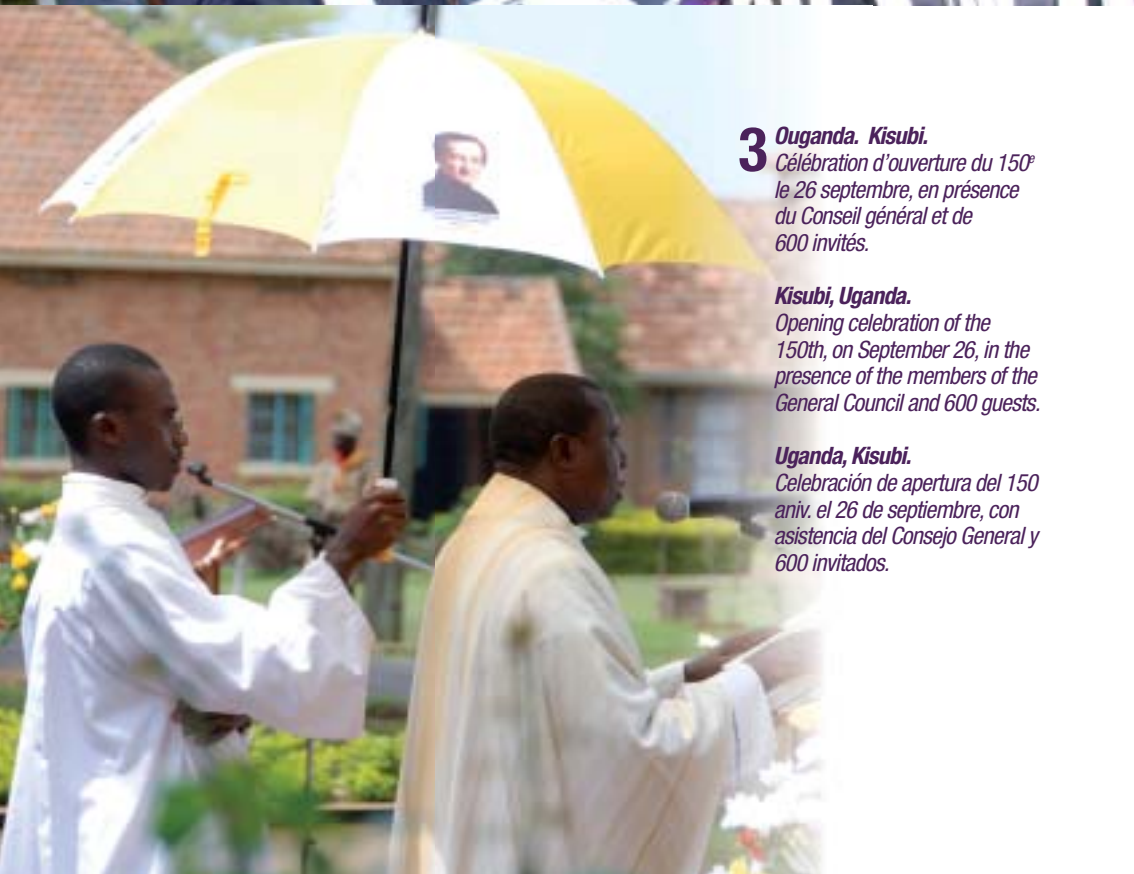 3
Ouganda. Kisubi.
Célébration d'ouverture du 150e
le 26 septembre, en présence
du Conseil général et de
600 invités.
Kisubi, Uganda.
Opening celebration of the
150th, on September 26, in the
presence of the members of the
General Council and 600 guests.
Uganda, Kisubi.
Celebración de apertura del 150
aniv. el 26 de septiembre, con
asistencia del Consejo General y
600 invitados.